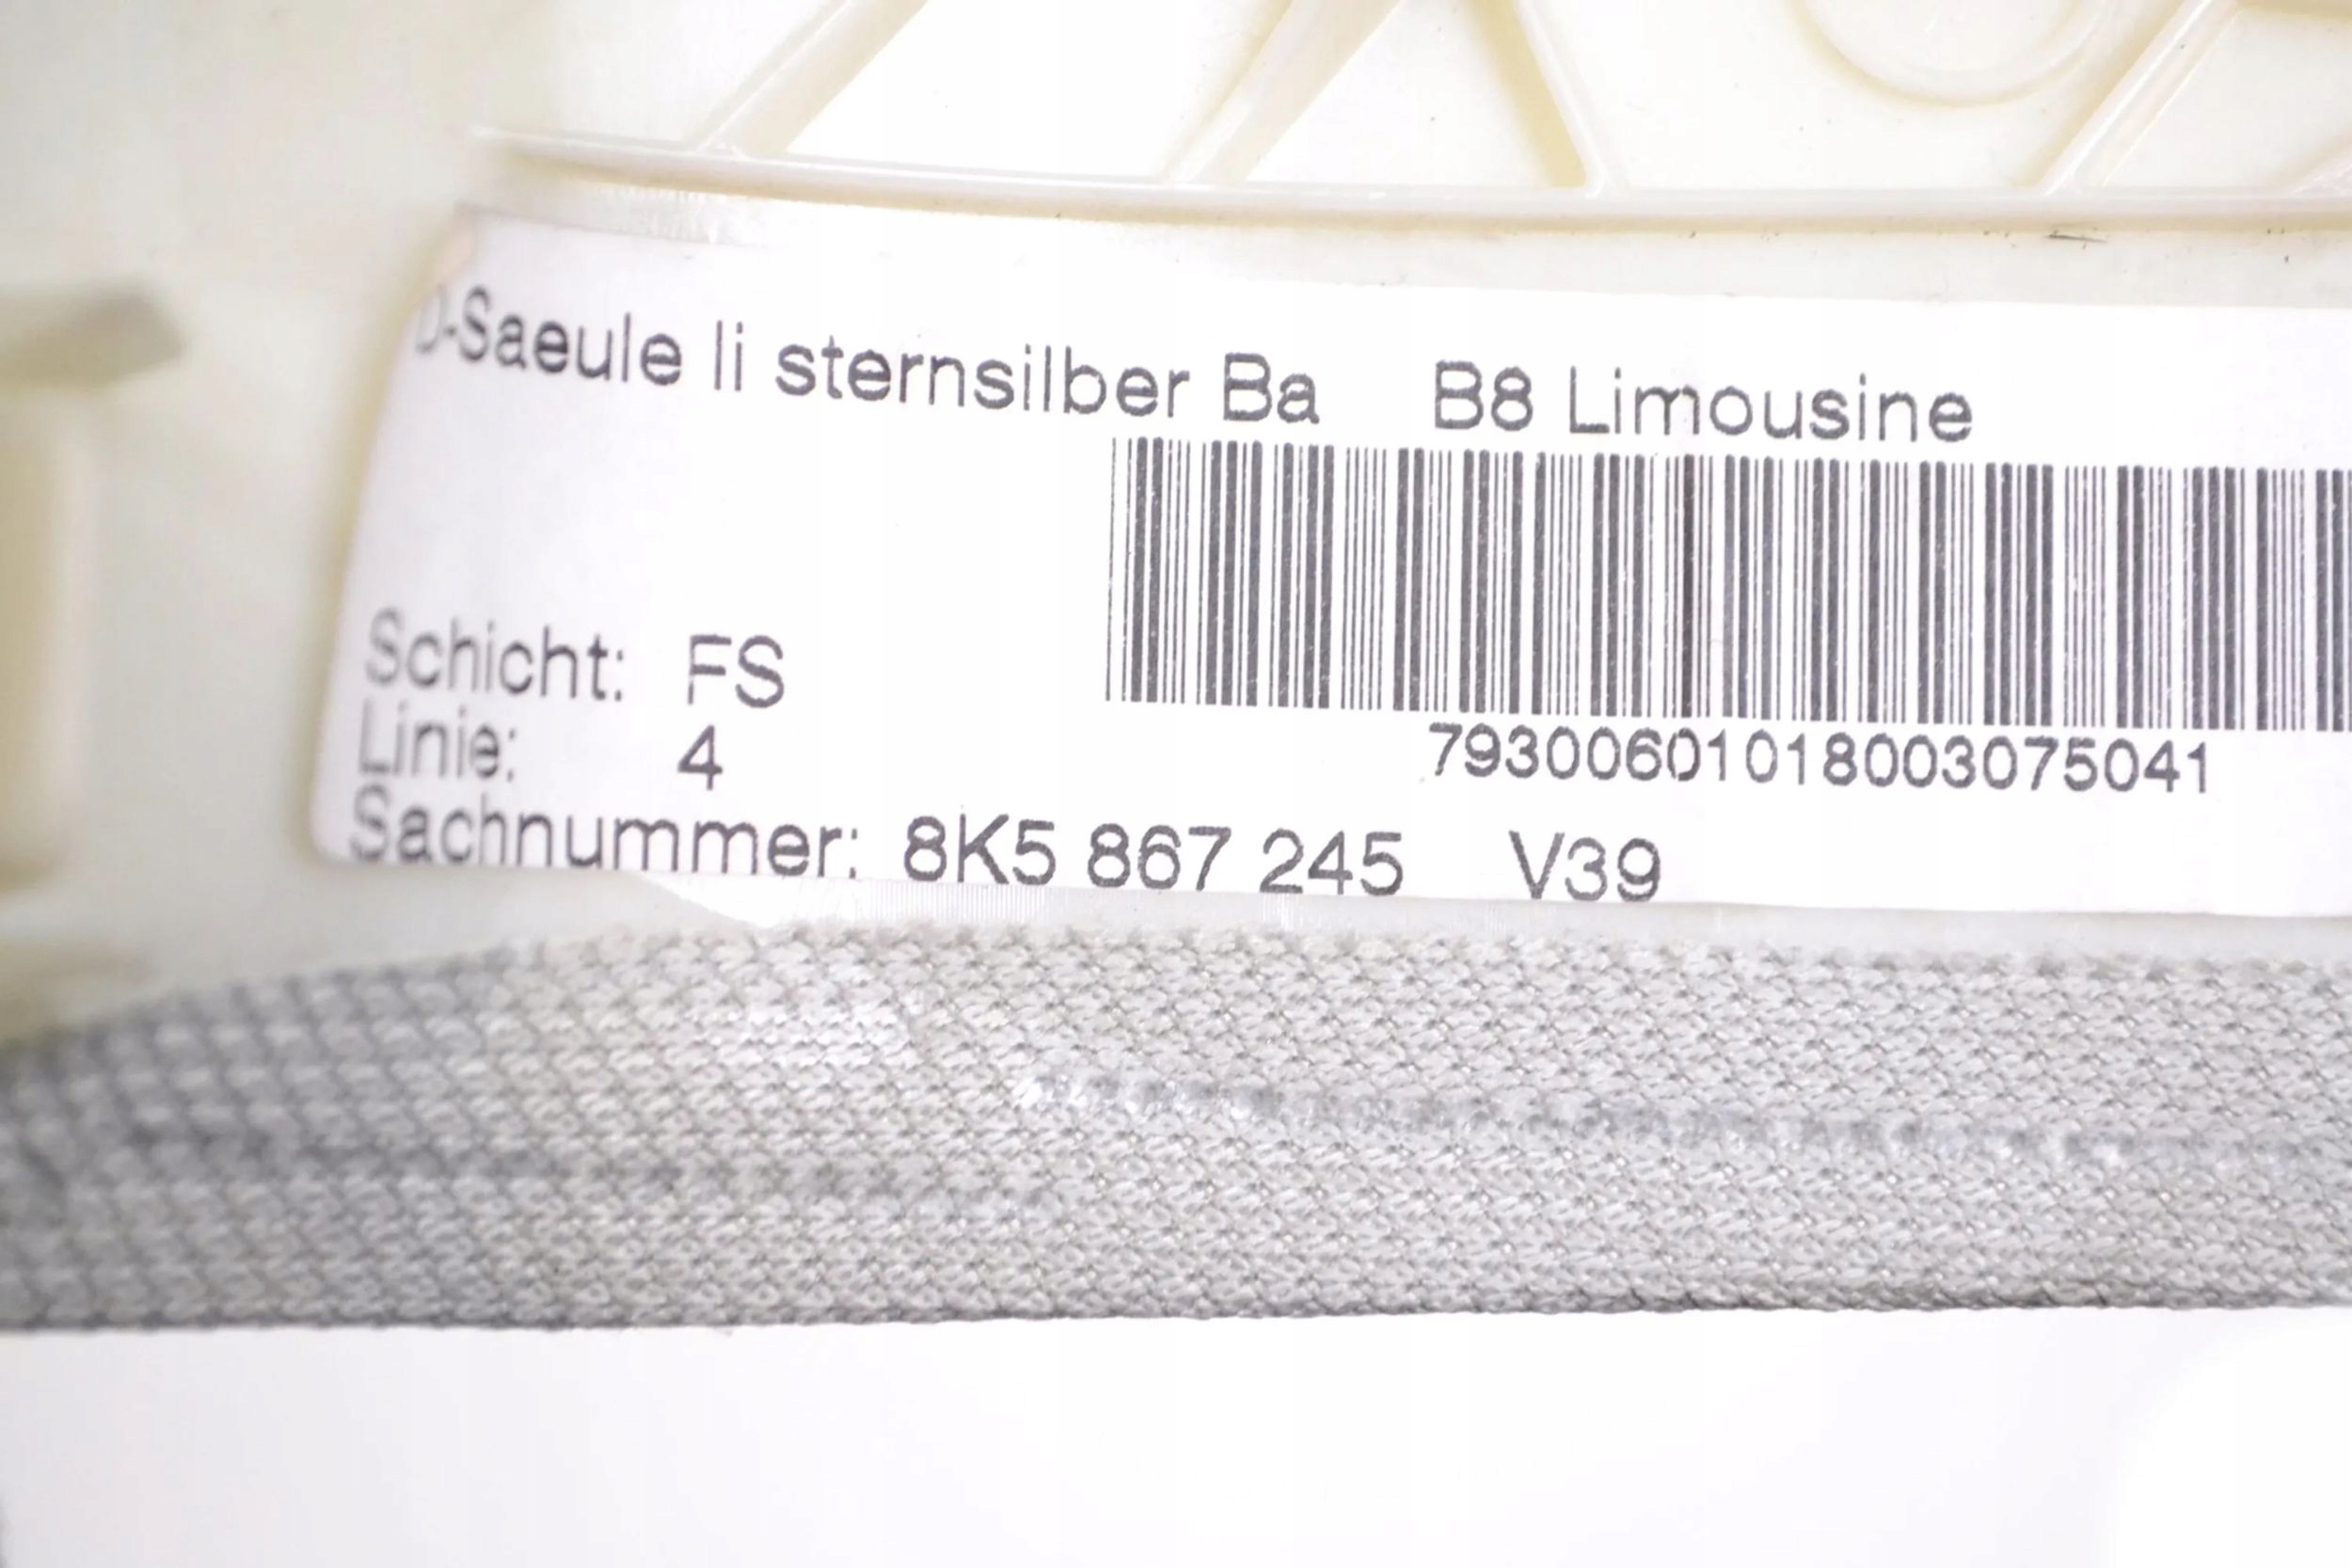 D-Saeule li sternsilber Ba B8 Limousine
Schicht: FS
Linie: 4
79300601018003075041
Sachnummer: 8K5 867 245 V39